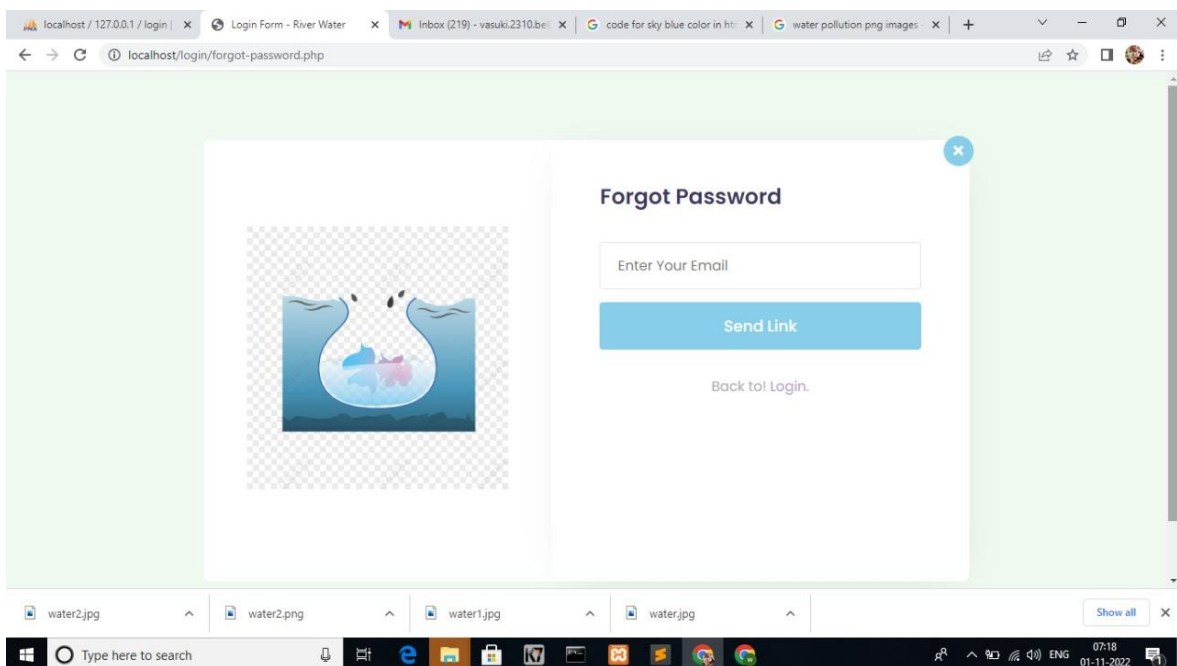 localhost / 127.0.0.1 / login |
Login Form - River Water
Inbox (219) - vasuki.2310.be
code for sky blue color in ht
water pollution png images
localhost/login/forgot-password.php
Forgot Password
Enter Your Email
Send Link
Back to! Login.
water2.jpg
water2.png
water1.jpg
water.jpg
Show all
Type here to search
ENG
07:18
01-11-2022